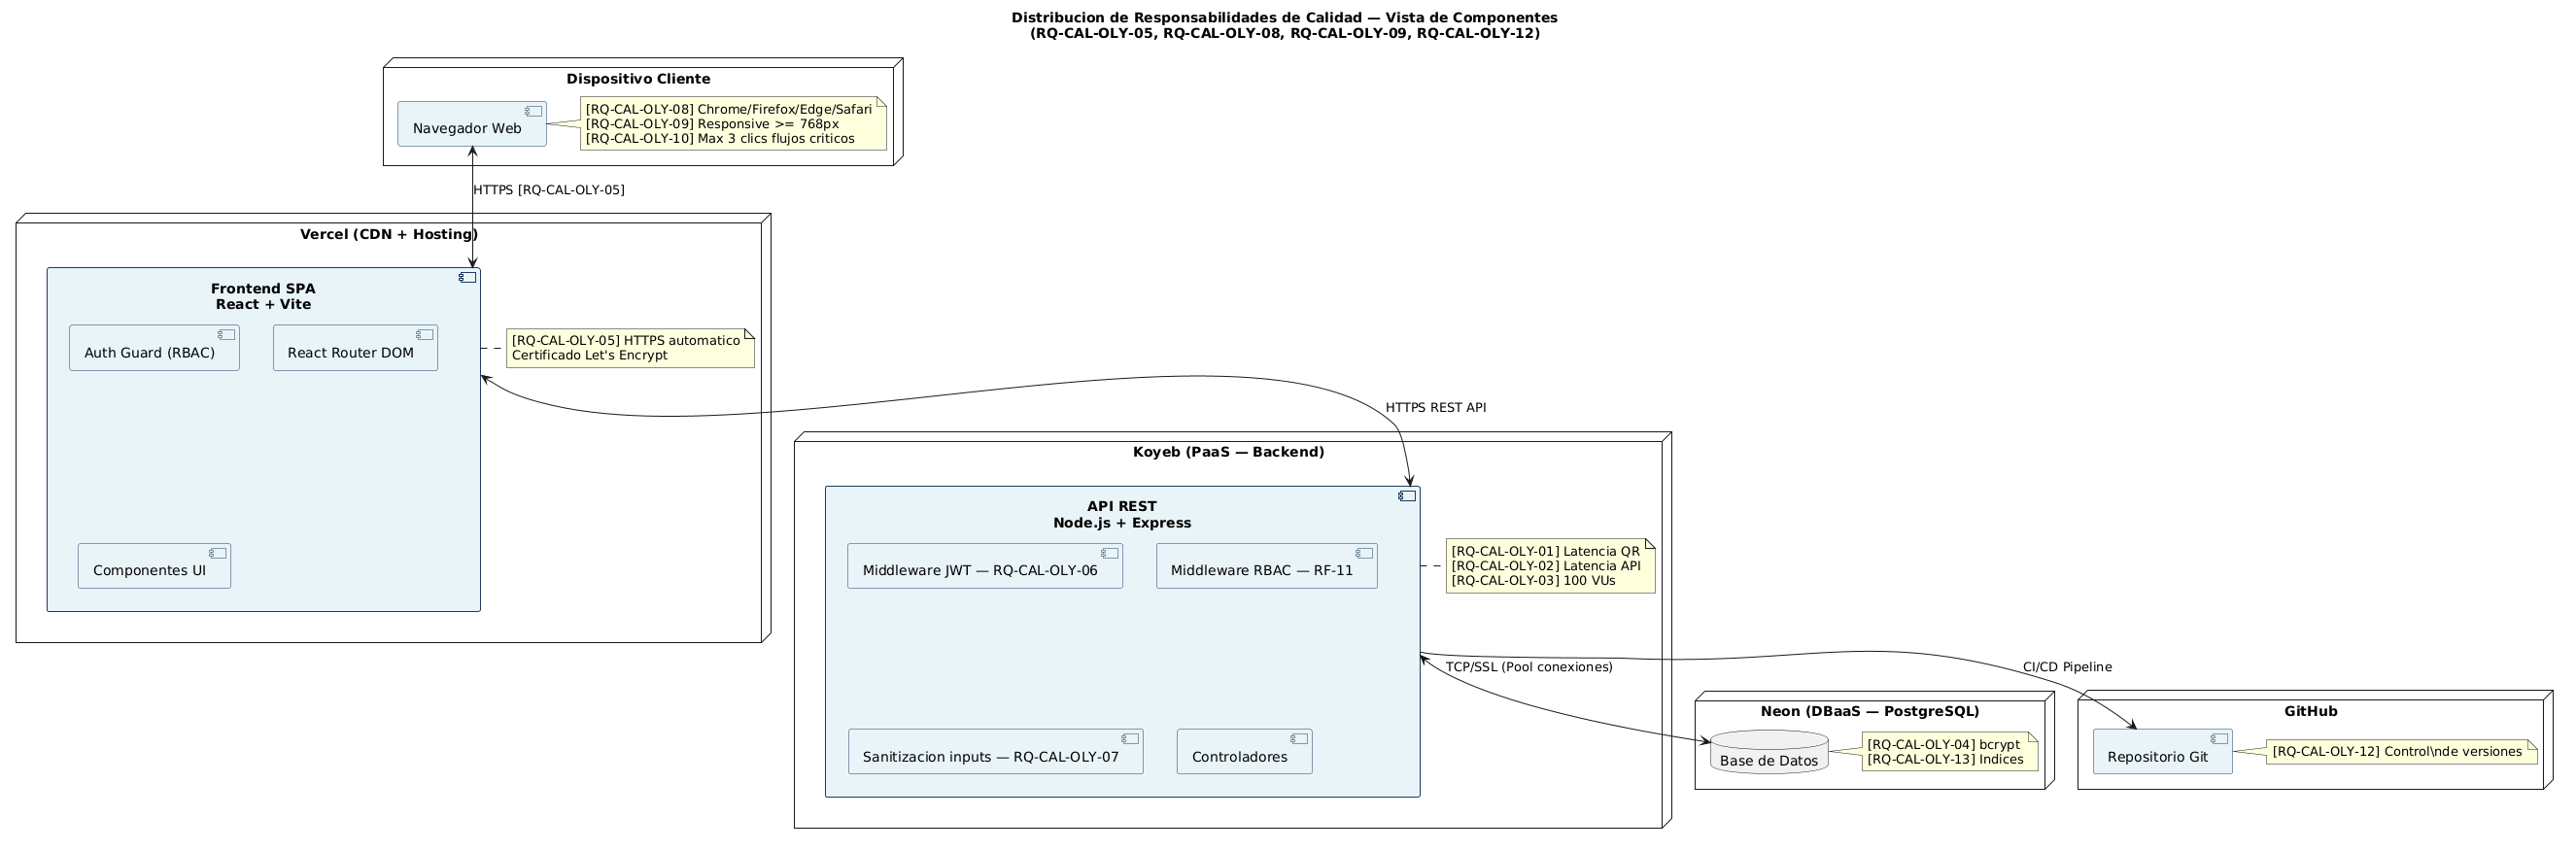 Distribucion de Responsabilidades de Calidad — Vista de Componentes
(RQ-CAL-OLY-05, RQ-CAL-OLY-08, RQ-CAL-OLY-09, RQ-CAL-OLY-12)
Dispositivo Cliente
Navegador Web
[RQ-CAL-OLY-08] Chrome/Firefox/Edge/Safari
[RQ-CAL-OLY-09] Responsive >= 768px
[RQ-CAL-OLY-10] Max 3 clics flujos criticos
HTTPS [RQ-CAL-OLY-05]
Vercel (CDN + Hosting)
Frontend SPA
React + Vite
Auth Guard (RBAC)
React Router DOM
[RQ-CAL-OLY-05] HTTPS automatico
Certificado Let's Encrypt
Componentes UI
HTTPS REST API
Koyeb (PaaS — Backend)
API REST
Node.js + Express
Middleware JWT — RQ-CAL-OLY-06
Middleware RBAC — RF-11
[RQ-CAL-OLY-01] Latencia QR
[RQ-CAL-OLY-02] Latencia API
[RQ-CAL-OLY-03] 100 VUs
Sanitizacion inputs — RQ-CAL-OLY-07
Controladores
TCP/SSL (Pool conexiones)
CI/CD Pipeline
Neon (DBaaS — PostgreSQL)
Base de Datos
[RQ-CAL-OLY-04] bcrypt
[RQ-CAL-OLY-13] Indices
GitHub
Repositorio Git
[RQ-CAL-OLY-12] Control\nde versiones